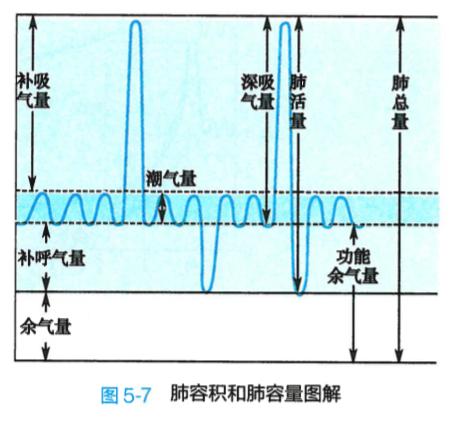 补吸
气量
深吸
气量
肺
活
量
肺
总
量
潮气量
补呼气量
功能
余气量
余气量
图 5-7 肺容积和肺容量图解